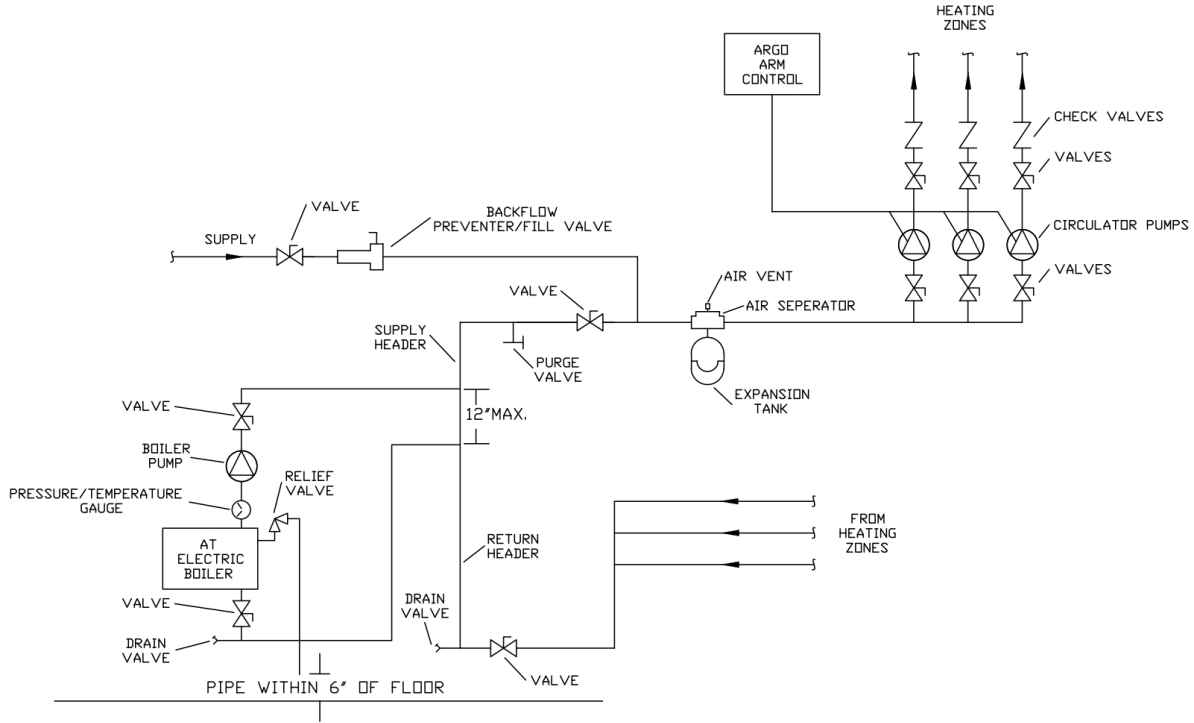 HEATING
ZONES
ARGO
ARM
CONTROL
CHECK VALVES
VALVES
VALVE
BACKFLOW
PREVENTER/FILL VALVE
SUPPLY
CIRCULATOR PUMPS
VALVES
AIR VENT
VALVE
AIR SEPERATOR
SUPPLY
HEADER
PURGE
VALVE
EXPANSION
TANK
VALVE
12"MAX.
BOILER
PUMP
RELIEF
VALVE
PRESSURE/TEMPERATURE
GAUGE
AT
ELECTRIC
BOILER
RETURN
HEADER
FROM
HEATING
ZONES
VALVE
DRAIN
VALVE
DRAIN
VALVE
VALVE
PIPE WITHIN 6" OF FLOOR